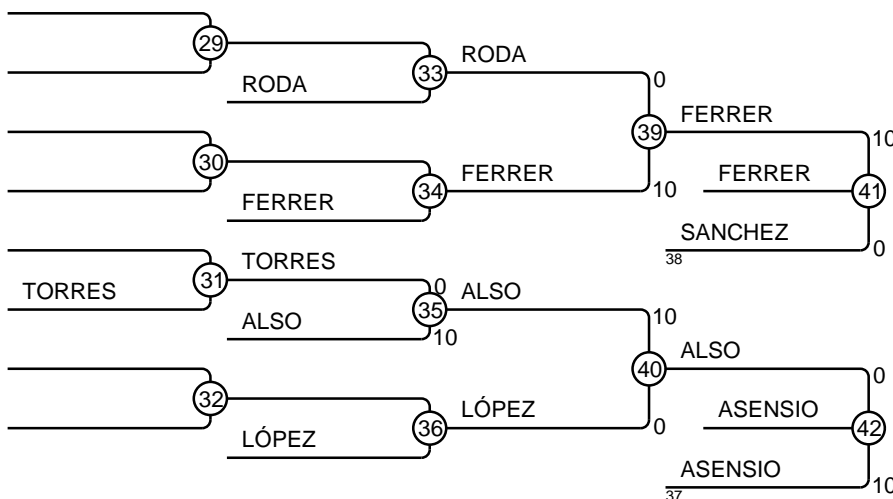 29
RODA
33
RODA
0
39
FERRER
10
30
FERRER
34
FERRER
10
FERRER
41
SANCHEZ
38
0
TORRES
31
TORRES
0
35
ALSO
10
ALSO
10
40
ALSO
0
32
LÓPEZ
36
LÓPEZ
0
ASENSIO
42
ASENSIO
37
10